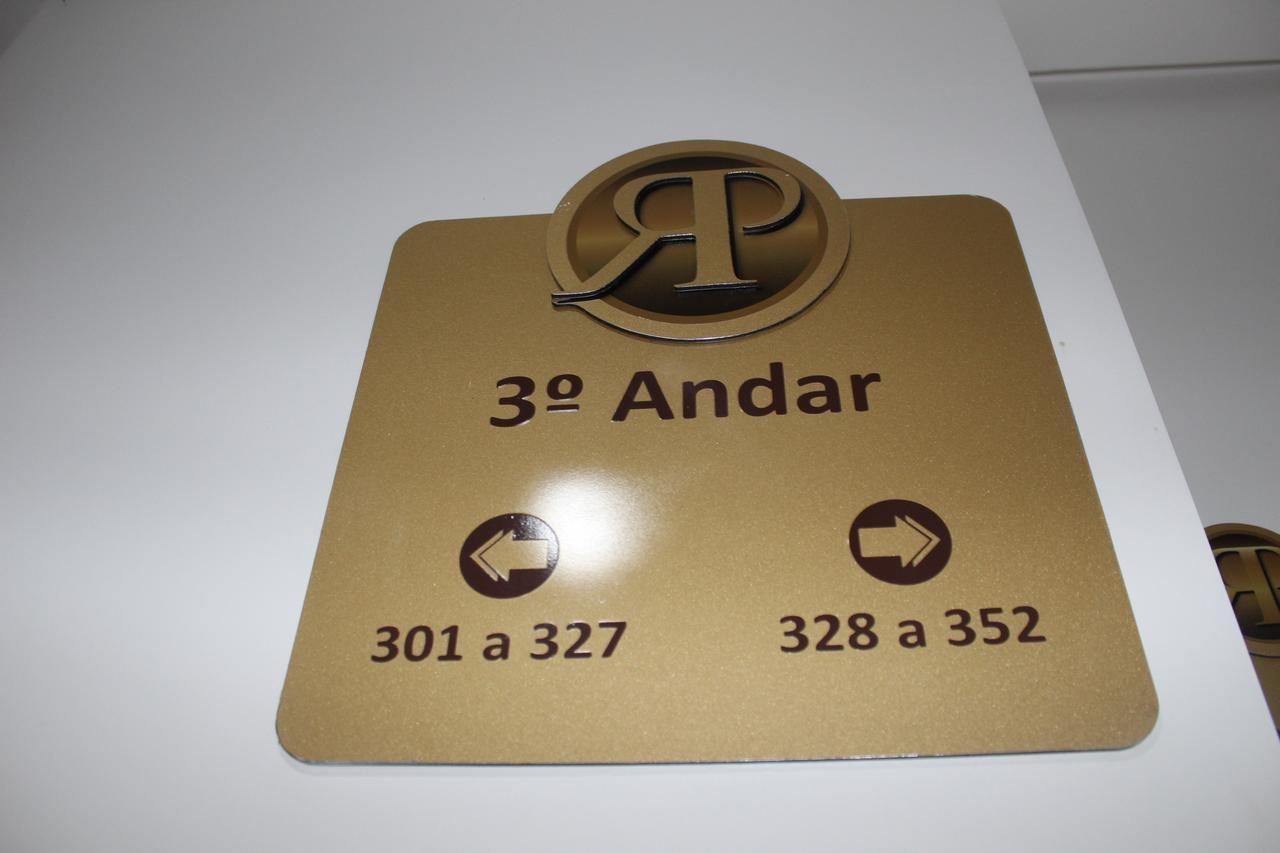 RP
3º Andar
301 a 327
328 a 352